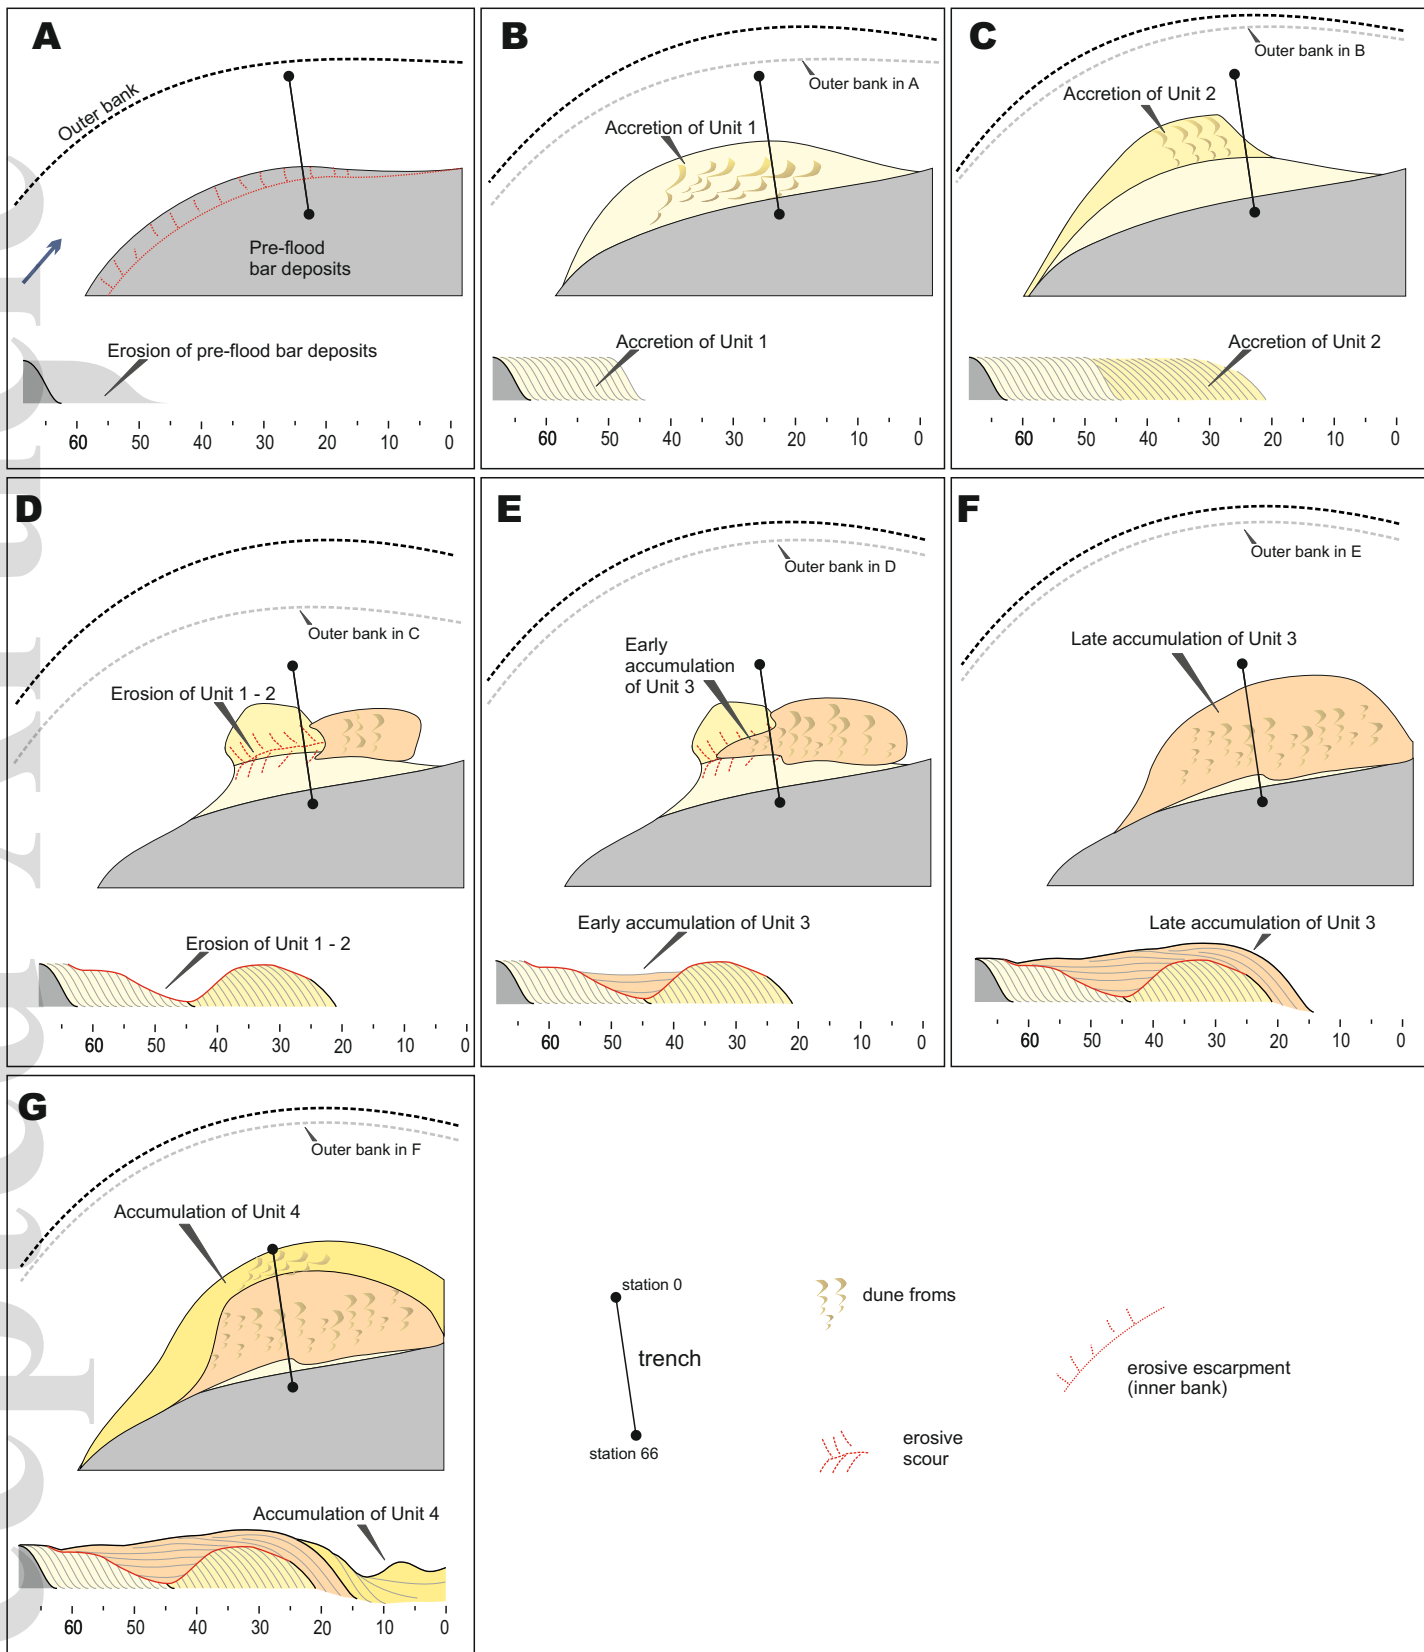 A
Outer bank
Pre-flood
bar deposits
Erosion of pre-flood bar deposits
60 50 40 30 20 10 0
B
Outer bank in A
Accretion of Unit 1
Accretion of Unit 1
60 50 40 30 20 10 0
C
Outer bank in B
Accretion of Unit 2
Accretion of Unit 2
60 50 40 30 20 10 0
D
Outer bank in C
Erosion of Unit 1 - 2
Erosion of Unit 1 - 2
60 50 40 30 20 10 0
E
Outer bank in D
Early
accumulation
of Unit 3
Early accumulation of Unit 3
60 50 40 30 20 10 0
F
Outer bank in E
Late accumulation of Unit 3
Late accumulation of Unit 3
60 50 40 30 20 10 0
G
Outer bank in F
Accumulation of Unit 4
Accumulation of Unit 4
60 50 40 30 20 10 0
station 0
trench
station 66
dune froms
erosive
scour
erosive escarpment
(inner bank)